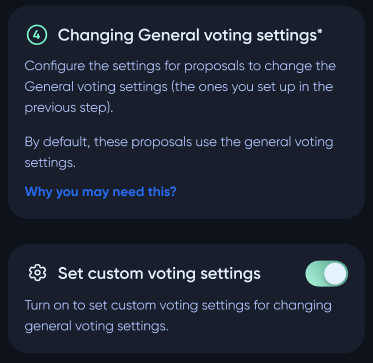 4 Changing General voting settings*
Configure the settings for proposals to change the
General voting settings (the ones you set up in the
previous step).
By default, these proposals use the general voting
settings.
Why you may need this?
Set custom voting settings
Turn on to set custom voting settings for changing
general voting settings.